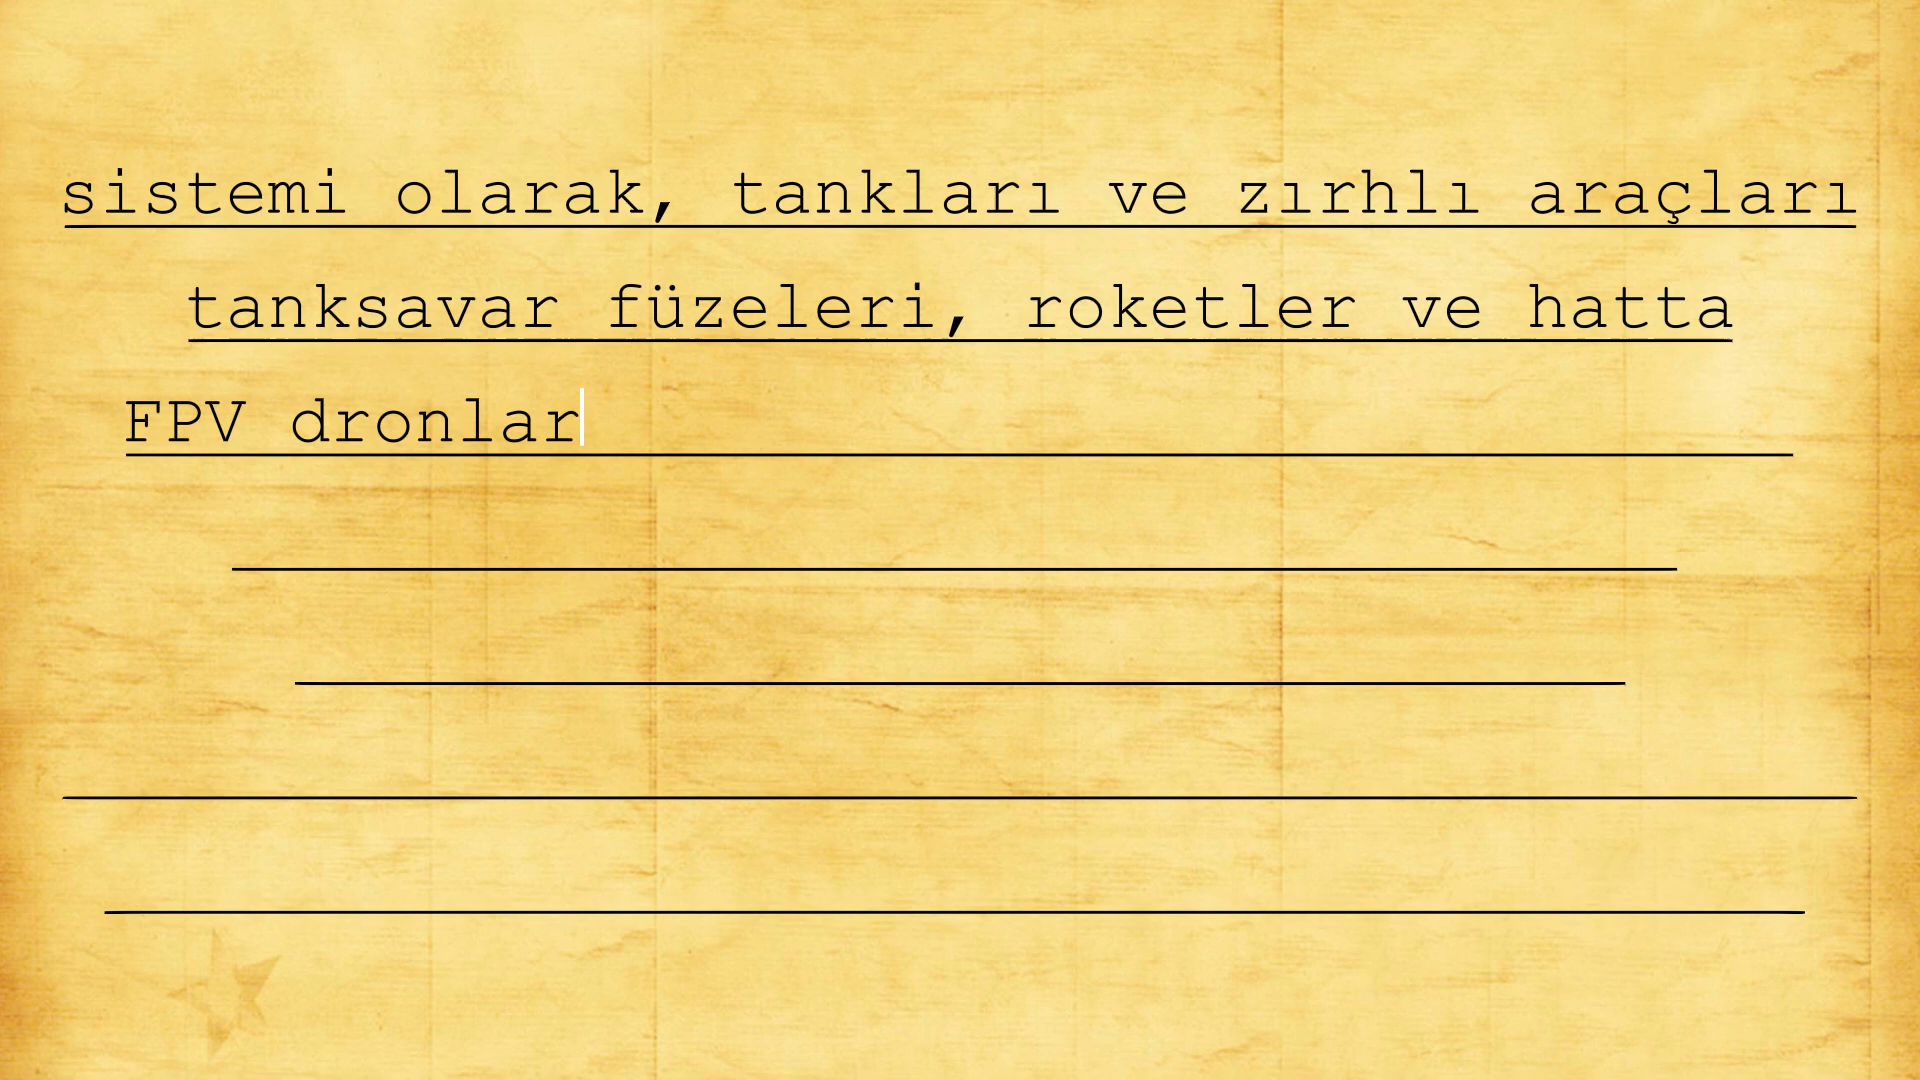 sistemi olarak, tankları ve zırhlı araçları
tanksavar füzeleri, roketler ve hatta
FPV dronlar